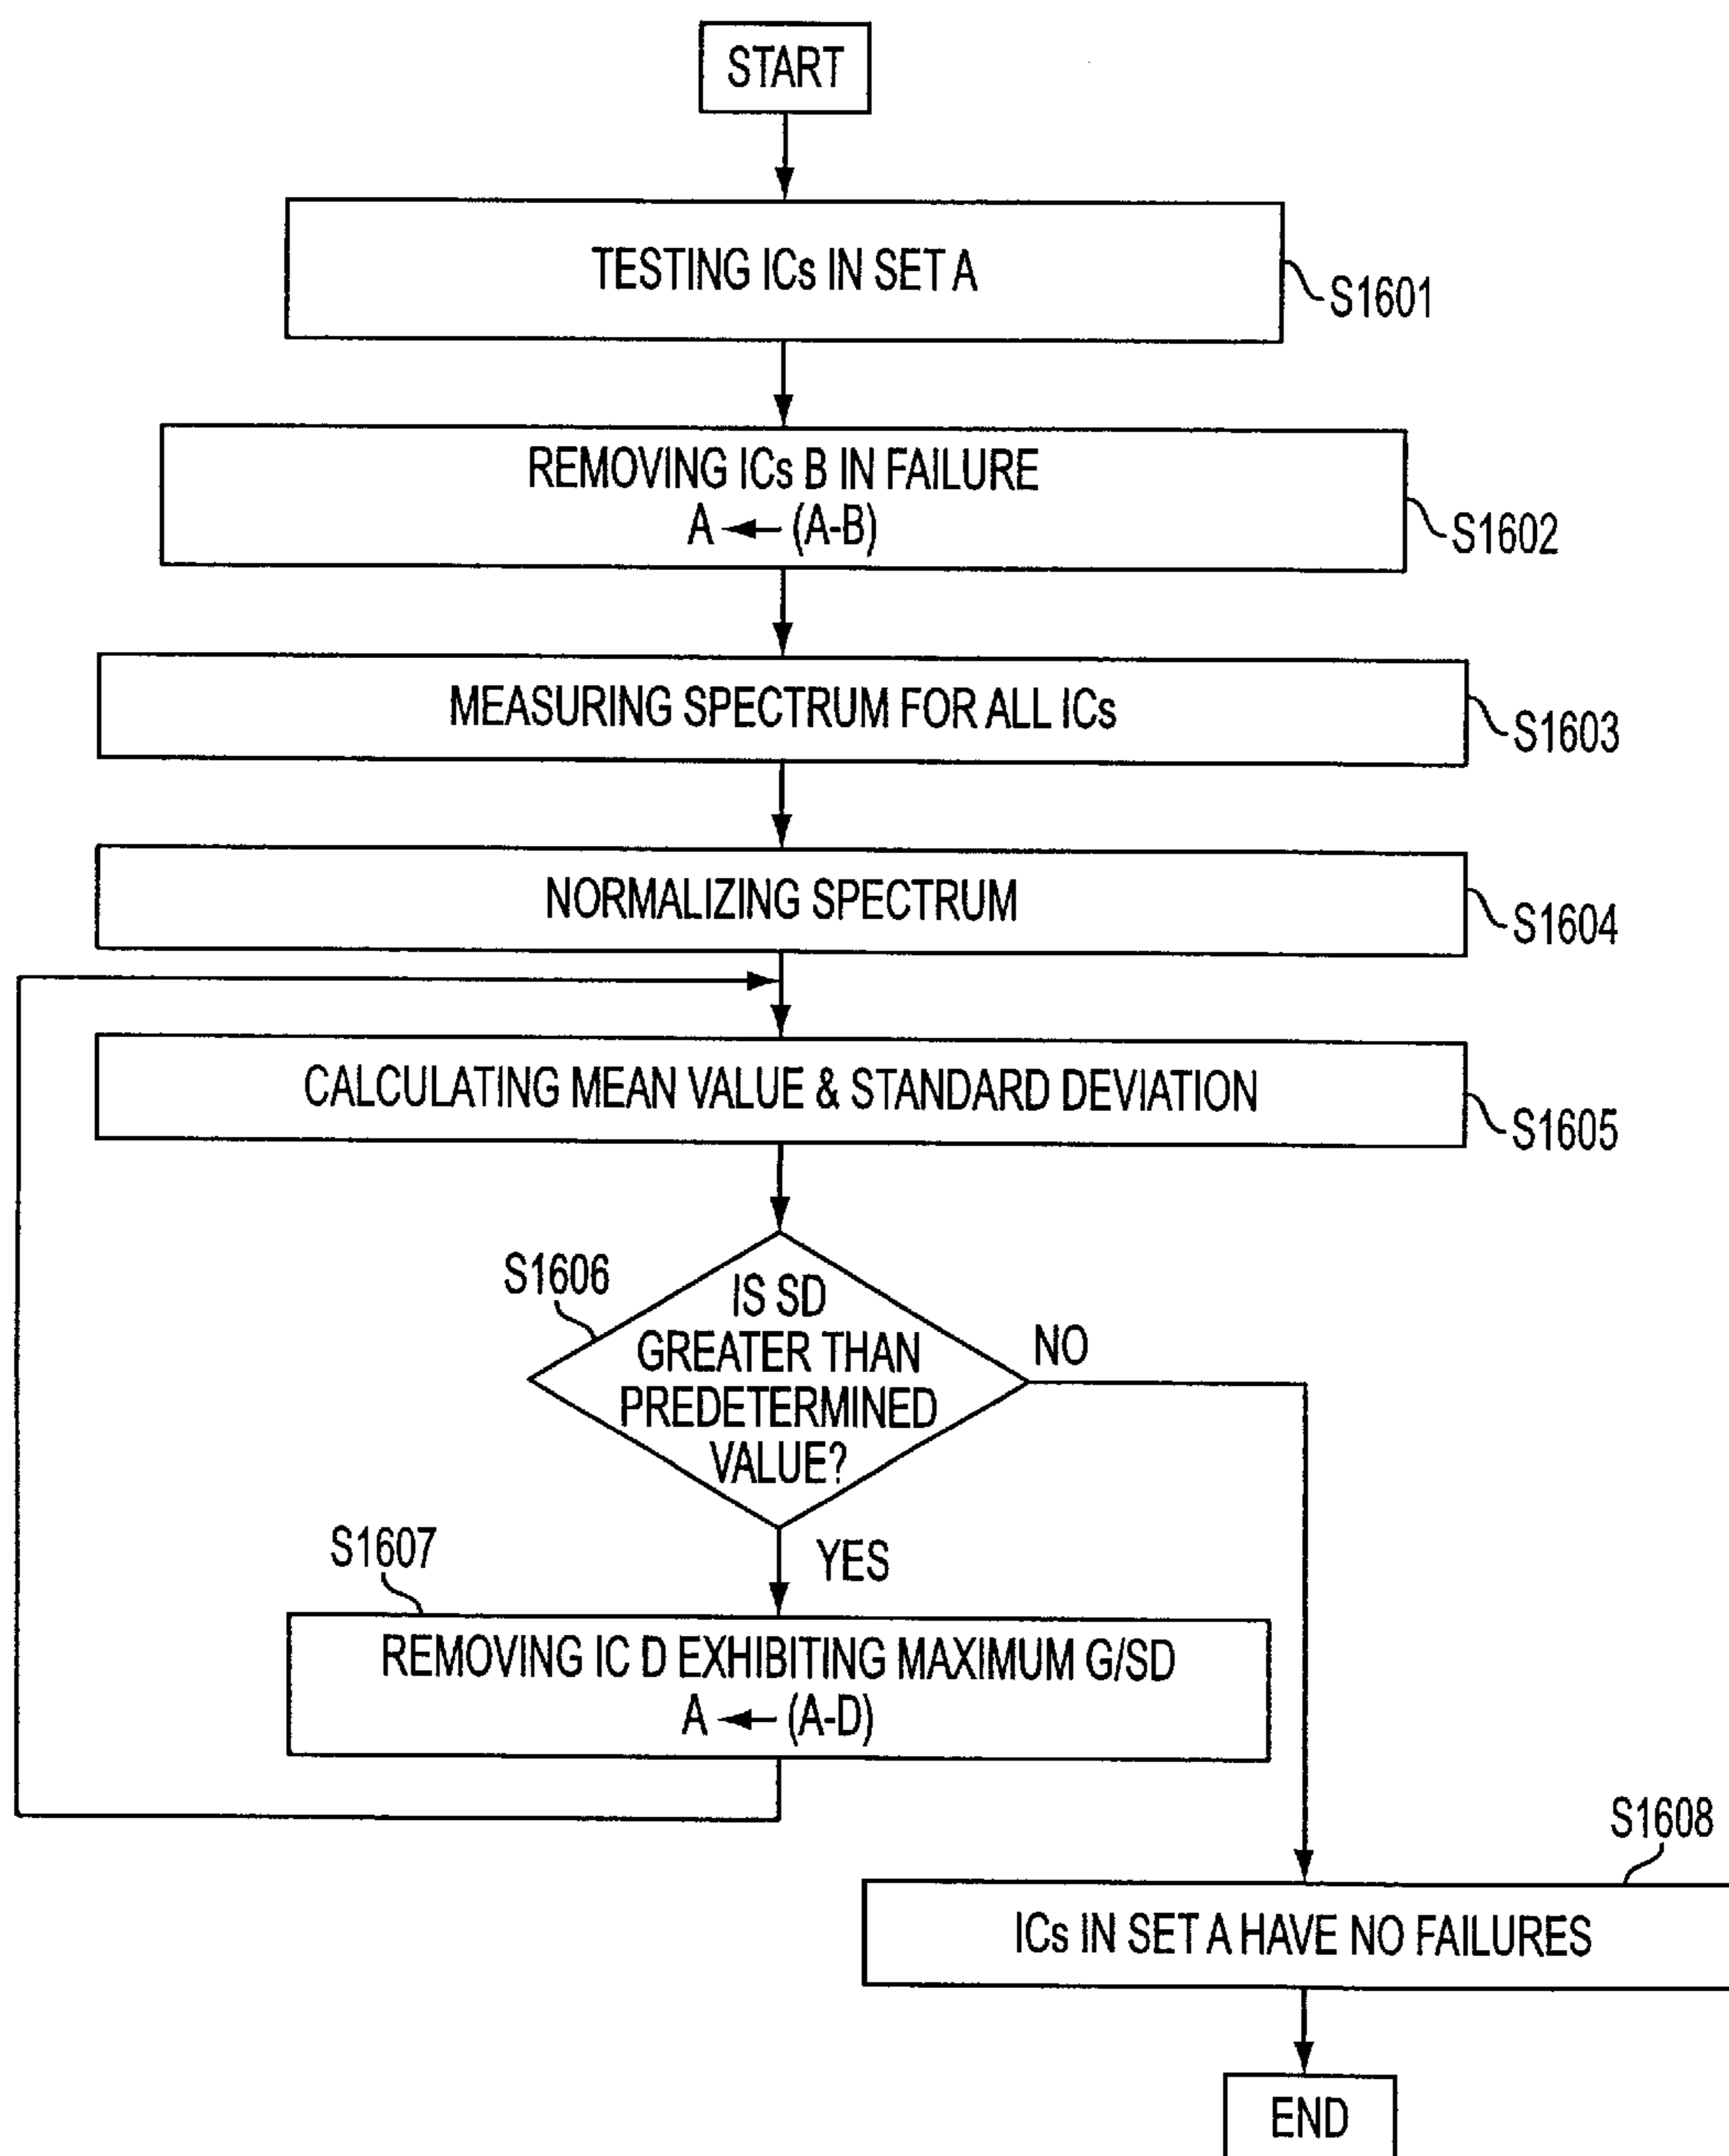 START
TESTING ICs IN SET A
S1601
REMOVING ICs B IN FAILURE
A ← (A-B)
S1602
MEASURING SPECTRUM FOR ALL ICs
S1603
NORMALIZING SPECTRUM
S1604
CALCULATING MEAN VALUE & STANDARD DEVIATION
S1605
S1606
IS SD
GREATER THAN
PREDETERMINED
VALUE?
NO
YES
S1607
REMOVING IC D EXHIBITING MAXIMUM G/SD
A ← (A-D)
S1608
ICs IN SET A HAVE NO FAILURES
END